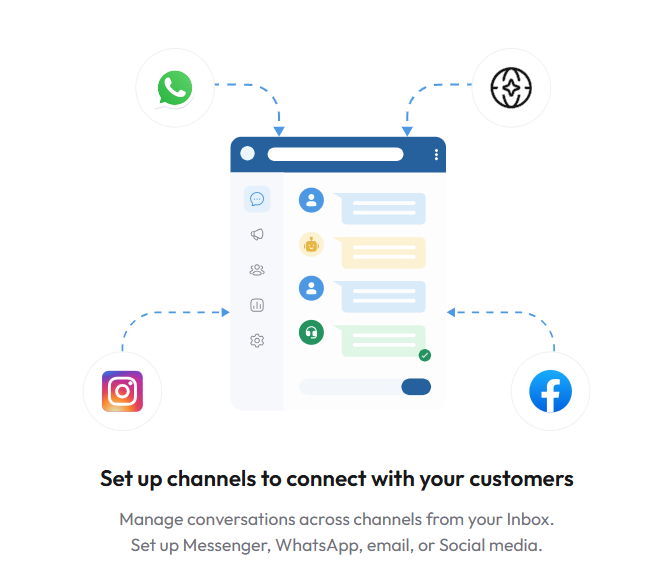 Set up channels to connect with your customers
Manage conversations across channels from your Inbox.
Set up Messenger, WhatsApp, email, or Social media.